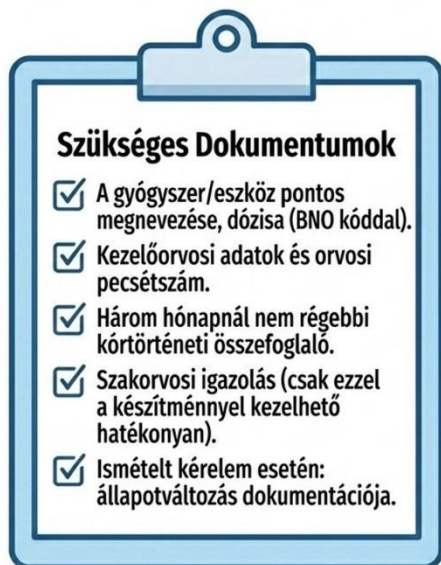 Szükséges Dokumentumok
A gyógyszer/eszköz pontos
megnevezése, dózisa (BNO kóddal).
Kezelőorvosi adatok és orvosi
pecsétszám.
Három hónapnál nem régebbi
kórtörténeti összefoglaló.
Szakorvosi igazolás (csak ezzel
a készítménnyel kezelhető
hatékonyan).
Ismételt kérelem esetén:
állapotváltozás dokumentációja.